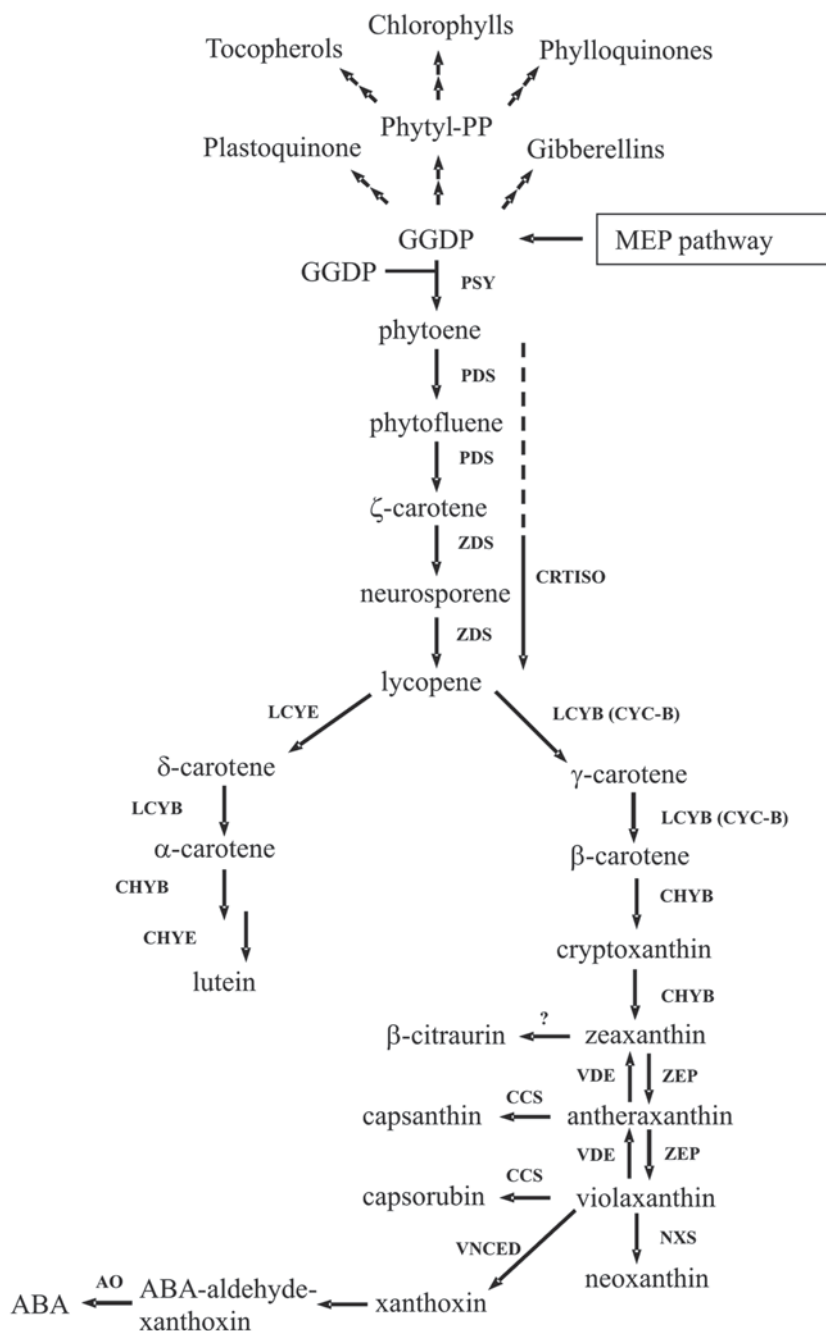 Chlorophylls
Tocopherols
Phylloquinones
Phytyl-PP
Plastoquinone
Gibberellins
GGDP
MEP pathway
GGDP
PSY
phytoene
PDS
phytofluene
PDS
ζ-carotene
ZDS
CRTISO
neurosporene
ZDS
lycopene
LCYE
LCYB (CYC-B)
δ-carotene
γ-carotene
LCYB
LCYB (CYC-B)
α-carotene
β-carotene
CHYB
CHYB
CHYE
cryptoxanthin
lutein
CHYB
?
β-citraurin
zeaxanthin
VDE
ZEP
CCS
capsanthin
antheraxanthin
VDE
ZEP
CCS
capsorubin
violaxanthin
VNCED
NXS
neoxanthin
AO
ABA
ABA-aldehyde-
xanthoxin
xanthoxin